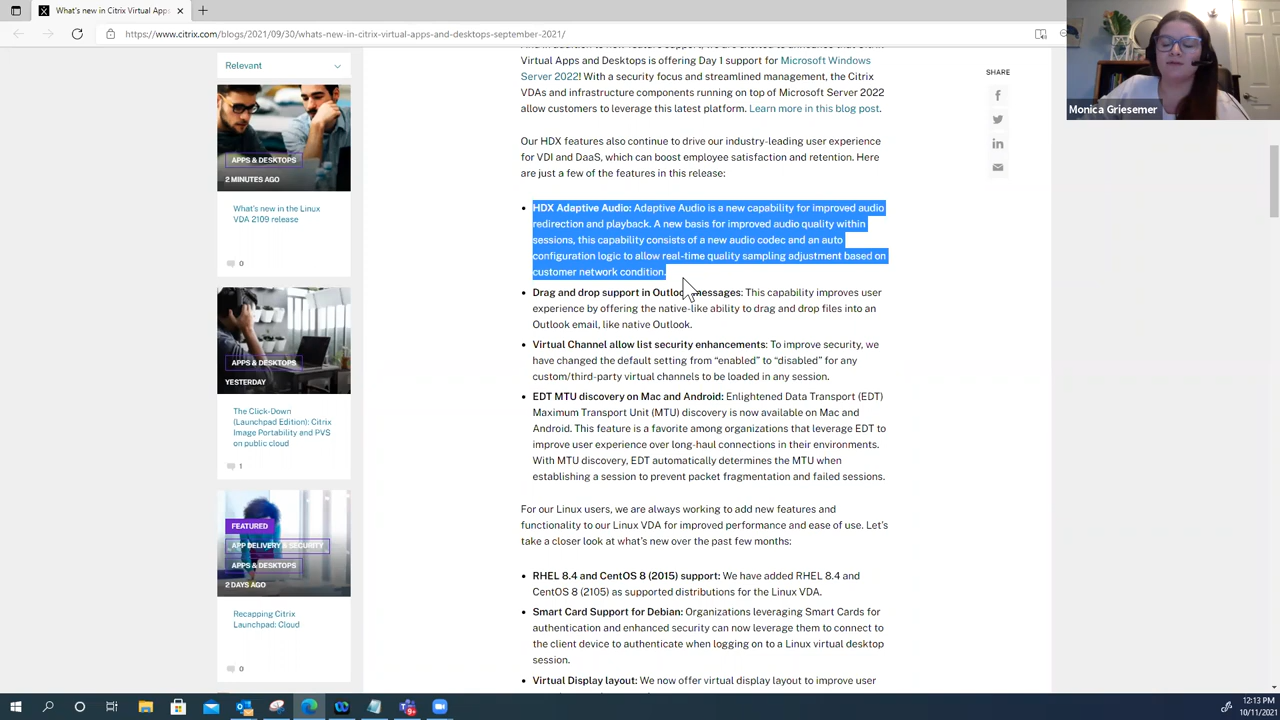 What's new in Citrix Virtual Apps
https://www.citrix.com/blogs/2021/09/30/whats-new-in-citrix-virtual-apps-and-desktops-september-2021/
Monica Griesemer
Relevant
APPS & DESKTOPS
2 MINUTES AGO
What's new in the Linux
VDA 2109 release
0
APPS & DESKTOPS
YESTERDAY
The Click-Down
(Launchpad Edition): Citrix
Image Portability and PVS
on public cloud
1
FEATURED
APP DELIVERY & SECURITY
APPS & DESKTOPS
2 DAYS AGO
Recapping Citrix
Launchpad: Cloud
0
Virtual Apps and Desktops is offering Day 1 support for Microsoft Windows
Server 2022! With a security focus and streamlined management, the Citrix
VDAs and infrastructure components running on top of Microsoft Server 2022
allow customers to leverage this latest platform. Learn more in this blog post.
Our HDX features also continue to drive our industry-leading user experience
for VDI and DaaS, which can boost employee satisfaction and retention. Here
are just a few of the features in this release:
• HDX Adaptive Audio: Adaptive Audio is a new capability for improved audio
redirection and playback. A new basis for improved audio quality within
sessions, this capability consists of a new audio codec and an auto
configuration logic to allow real-time quality sampling adjustment based on
customer network condition.
• Drag and drop support in Outlook messages: This capability improves user
experience by offering the native-like ability to drag and drop files into an
Outlook email, like native Outlook.
• Virtual Channel allow list security enhancements: To improve security, we
have changed the default setting from “enabled” to “disabled” for any
custom/third-party virtual channels to be loaded in any session.
• EDT MTU discovery on Mac and Android: Enlightened Data Transport (EDT)
Maximum Transport Unit (MTU) discovery is now available on Mac and
Android. This feature is a favorite among organizations that leverage EDT to
improve user experience over long-haul connections in their environments.
With MTU discovery, EDT automatically determines the MTU when
establishing a session to prevent packet fragmentation and failed sessions.
For our Linux users, we are always working to add new features and
functionality to our Linux VDA for improved performance and ease of use. Let's
take a closer look at what's new over the past few months:
• RHEL 8.4 and CentOS 8 (2015) support: We have added RHEL 8.4 and
CentOS 8 (2105) as supported distributions for the Linux VDA.
• Smart Card Support for Debian: Organizations leveraging Smart Cards for
authentication and enhanced security can now leverage them to connect to
the client device to authenticate when logging on to a Linux virtual desktop
session.
• Virtual Display layout: We now offer virtual display layout to improve user
SHARE
12:13 PM
10/11/2021